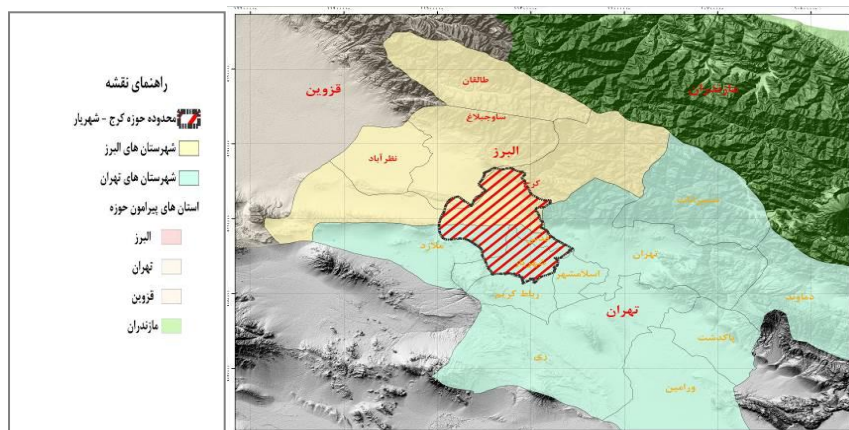 راهنمای نقشه
محدوده حوزه کرج - شهریار
شهرستان های البرز
شهرستان های تهران
استان های پیرامون حوزه
البرز
تهران
قزوین
مازندران
طالقان
قزوین
مازندران
ساوجبلاغ
البرز
نظرآباد
کرج
ملارد
تهران
اسلامشهر
رباط کریم
دماوند
تهران
پاکدشت
ری
ورامین